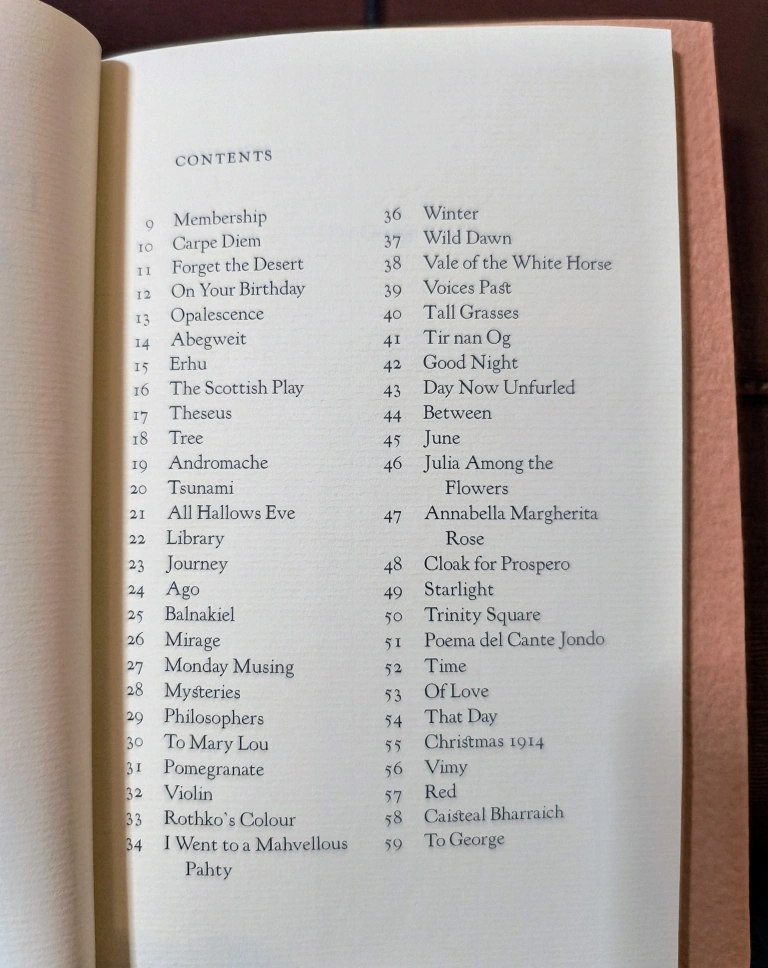 CONTENTS
9 Membership
10 Carpe Diem
11 Forget the Desert
12 On Your Birthday
13 Opalescence
14 Abegweit
15 Erhu
16 The Scottish Play
17 Theseus
18 Tree
19 Andromache
20 Tsunami
21 All Hallows Eve
22 Library
23 Journey
24 Ago
25 Balnakiel
26 Mirage
27 Monday Musing
28 Mysteries
29 Philosophers
30 To Mary Lou
31 Pomegranate
32 Violin
33 Rothko's Colour
34 I Went to a Mahvellous
Pahty
36 Winter
37 Wild Dawn
38 Vale of the White Horse
39 Voices Past
40 Tall Grasses
41 Tir nan Og
42 Good Night
43 Day Now Unfurled
44 Between
45 June
46 Julia Among the
Flowers
47 Annabella Margherita
Rose
48 Cloak for Prospero
49 Starlight
50 Trinity Square
51 Poema del Cante Jondo
52 Time
53 Of Love
54 That Day
55 Christmas 1914
56 Vimy
57 Red
58 Caisteal Bharraich
59 To George